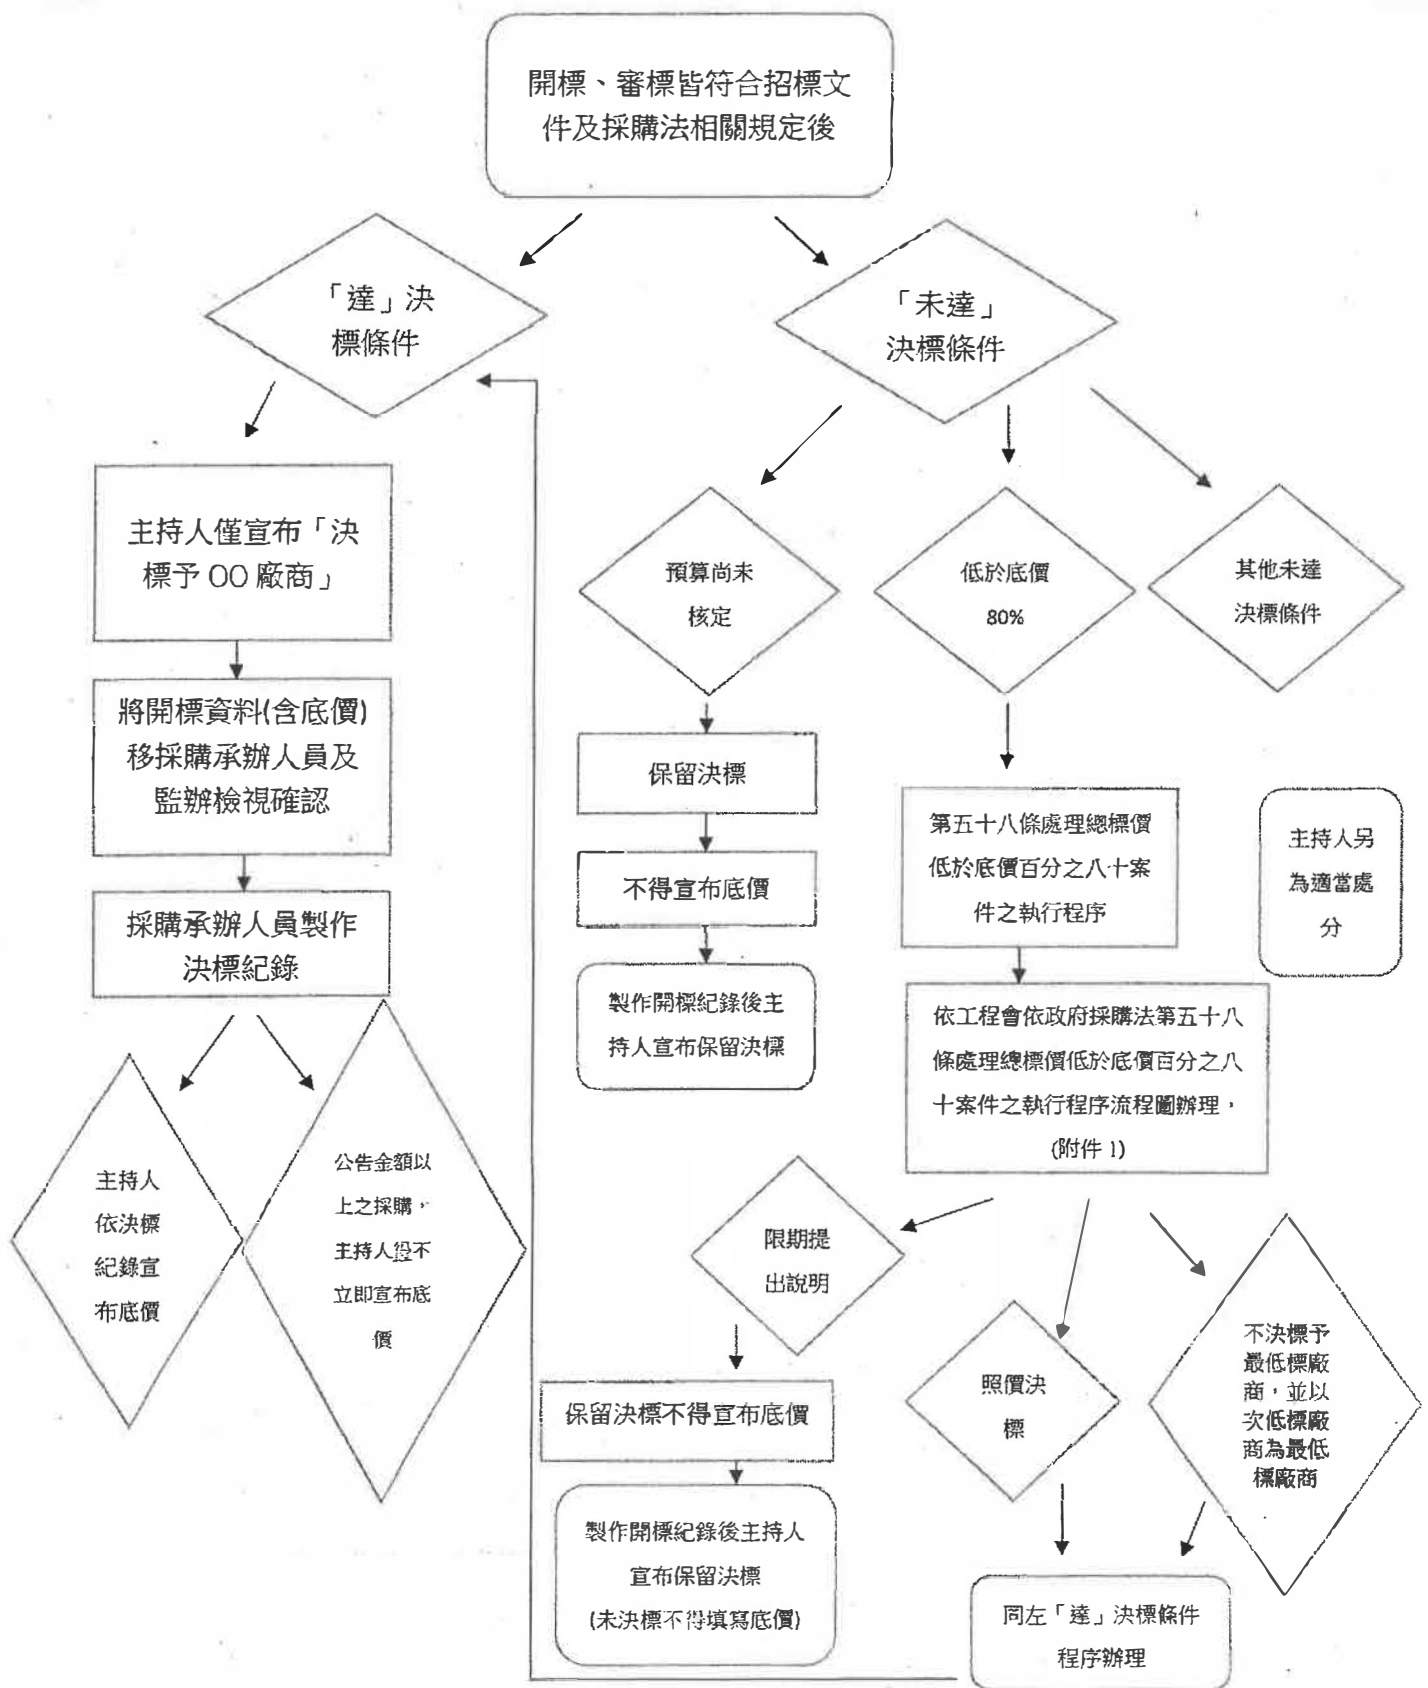 開標、審標皆符合招標文
件及採購法相關規定後
「達」決
標條件
主持人僅宣布「決
標予 OO 廠商」
將開標資料(含底價)
移採購承辦人員及
監辦檢視確認
採購承辦人員製作
決標紀錄
主持人
依決標
紀錄宣
布底價
公告金額以
上之採購，
主持人
不
立即宣布底
價
「未達」
決標條件
預算尚未
核定
保留決標
不得宣布底價
製作開標紀錄後主
持人宣布保留決標
低於底價
80%
第五十八條處理總標價
低於底價百分之八十案
件之執行程序
依工程會依政府採購法第五十八
條處理總標價低於底價百分之八
十案件之執行程序流程圖辦理，
(附件 1)
限期提
出說明
保留決標不得宣布底價
製作開標紀錄後主持人
宣布保留決標
(未決標不得填寫底價)
照價決
標
不決標予
最低標廠
商，並以
次低標廠
商為最低
標廠商
同左「達」決標條件
程序辦理
其他未達
決標條件
主持人另
為適當處
分